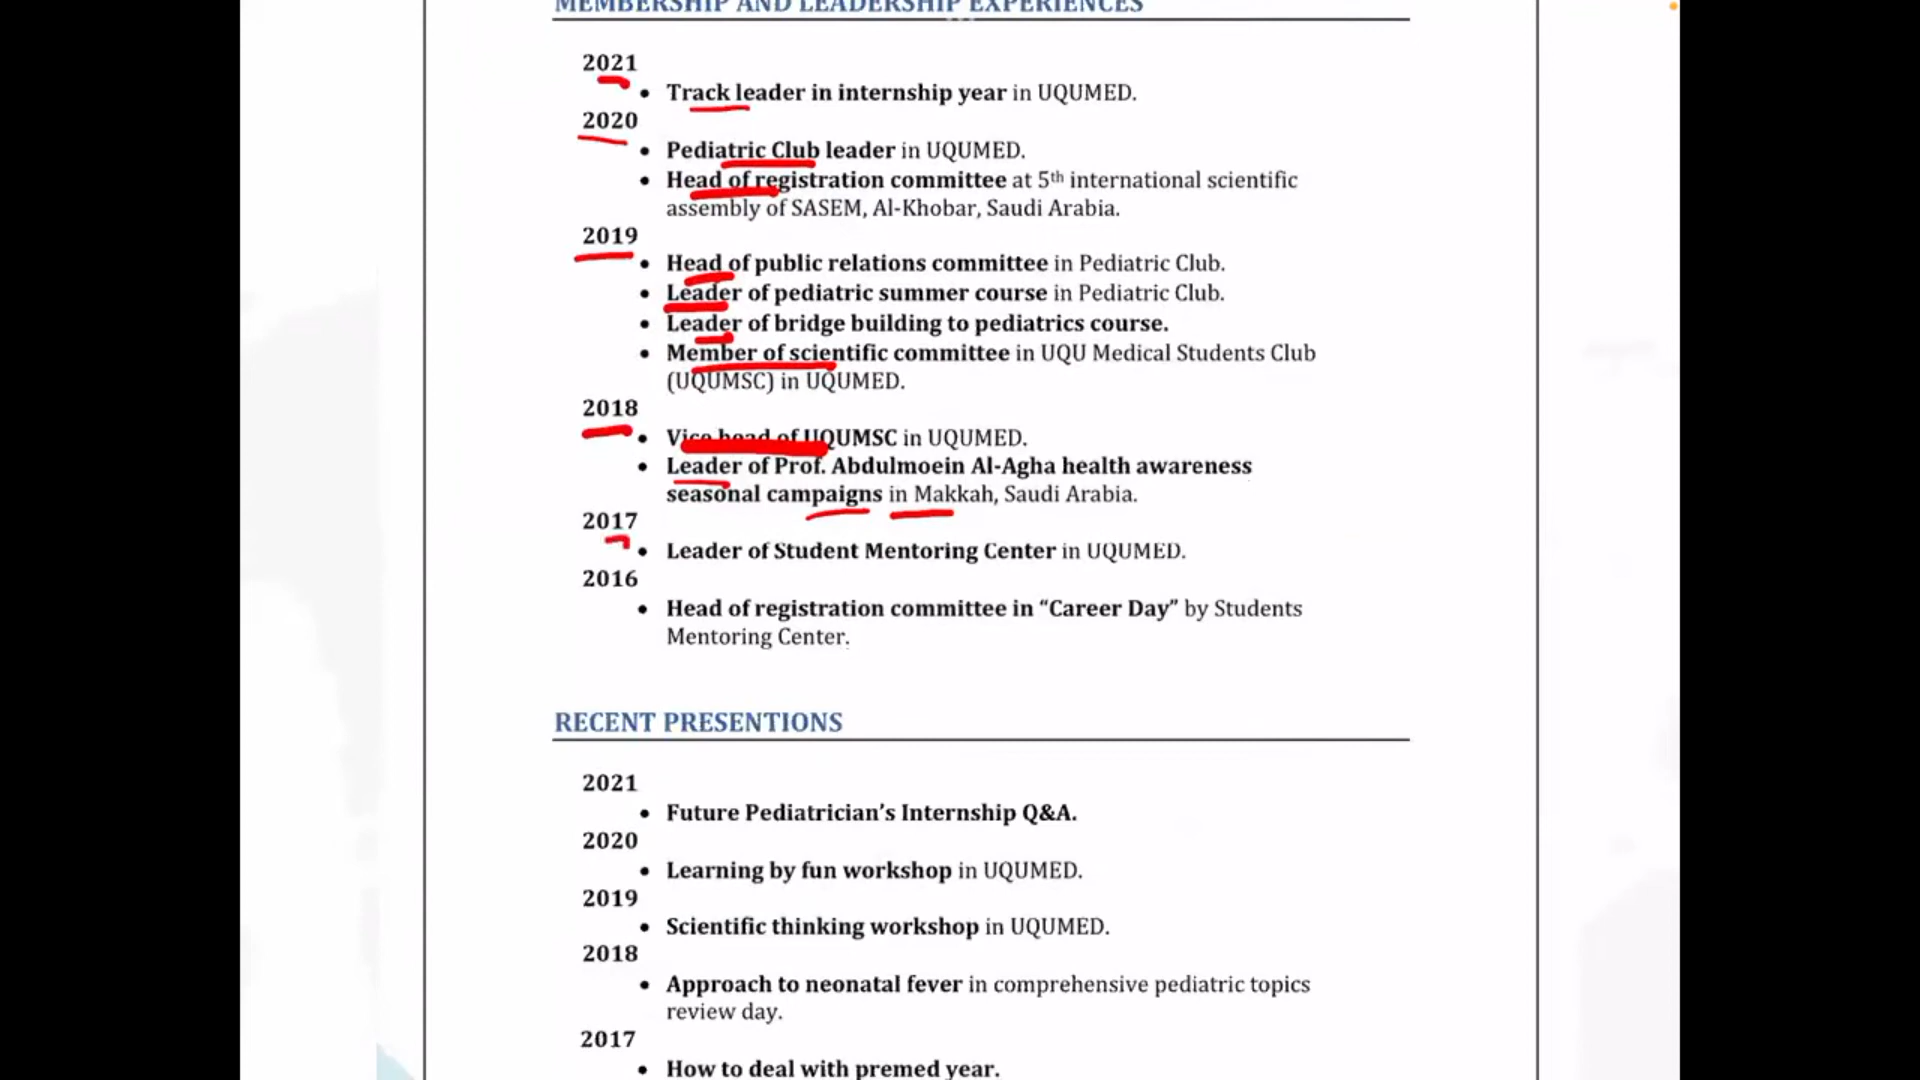 MEMBERSHIP AND LEADERSHIP EXPERIENCES
2021
• Track leader in internship year in UQUMED.
2020
• Pediatric Club leader in UQUMED.
• Head of registration committee at 5th international scientific
assembly of SASEM, Al-Khobar, Saudi Arabia.
2019
• Head of public relations committee in Pediatric Club.
• Leader of pediatric summer course in Pediatric Club.
• Leader of bridge building to pediatrics course.
• Member of scientific committee in UQU Medical Students Club
(UQUMSC) in UQUMED.
2018
• Vice head of UQUMSC in UQUMED.
• Leader of Prof. Abdulmoein Al-Agha health awareness
seasonal campaigns in Makkah, Saudi Arabia.
2017
• Leader of Student Mentoring Center in UQUMED.
2016
• Head of registration committee in “Career Day” by Students
Mentoring Center.
RECENT PRESENTIONS
2021
• Future Pediatrician’s Internship Q&A.
2020
• Learning by fun workshop in UQUMED.
2019
• Scientific thinking workshop in UQUMED.
2018
• Approach to neonatal fever in comprehensive pediatric topics
review day.
2017
• How to deal with premed year.